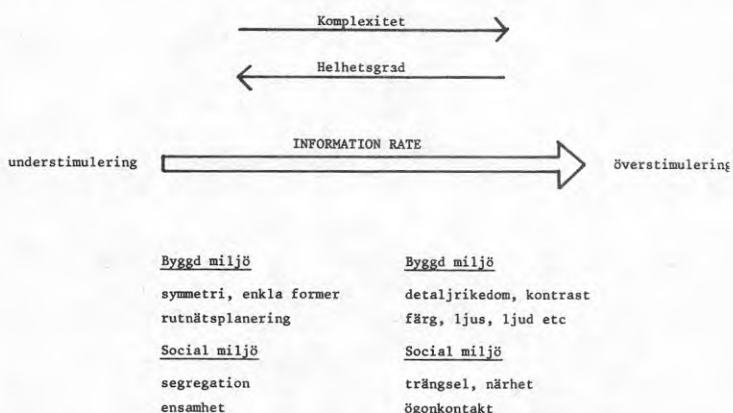 Komplexitet
Helhetsgrad
INFORMATION RATE
understimulering
överstimulering
Byggd miljö
Byggd miljö
symmetri, enkla former
detaljrikedom, kontrast
rutnätsplanering
färg, ljus, ljud etc
Social miljö
Social miljö
segregation
trängsel, närhet
ensamhet
ögonkontakt